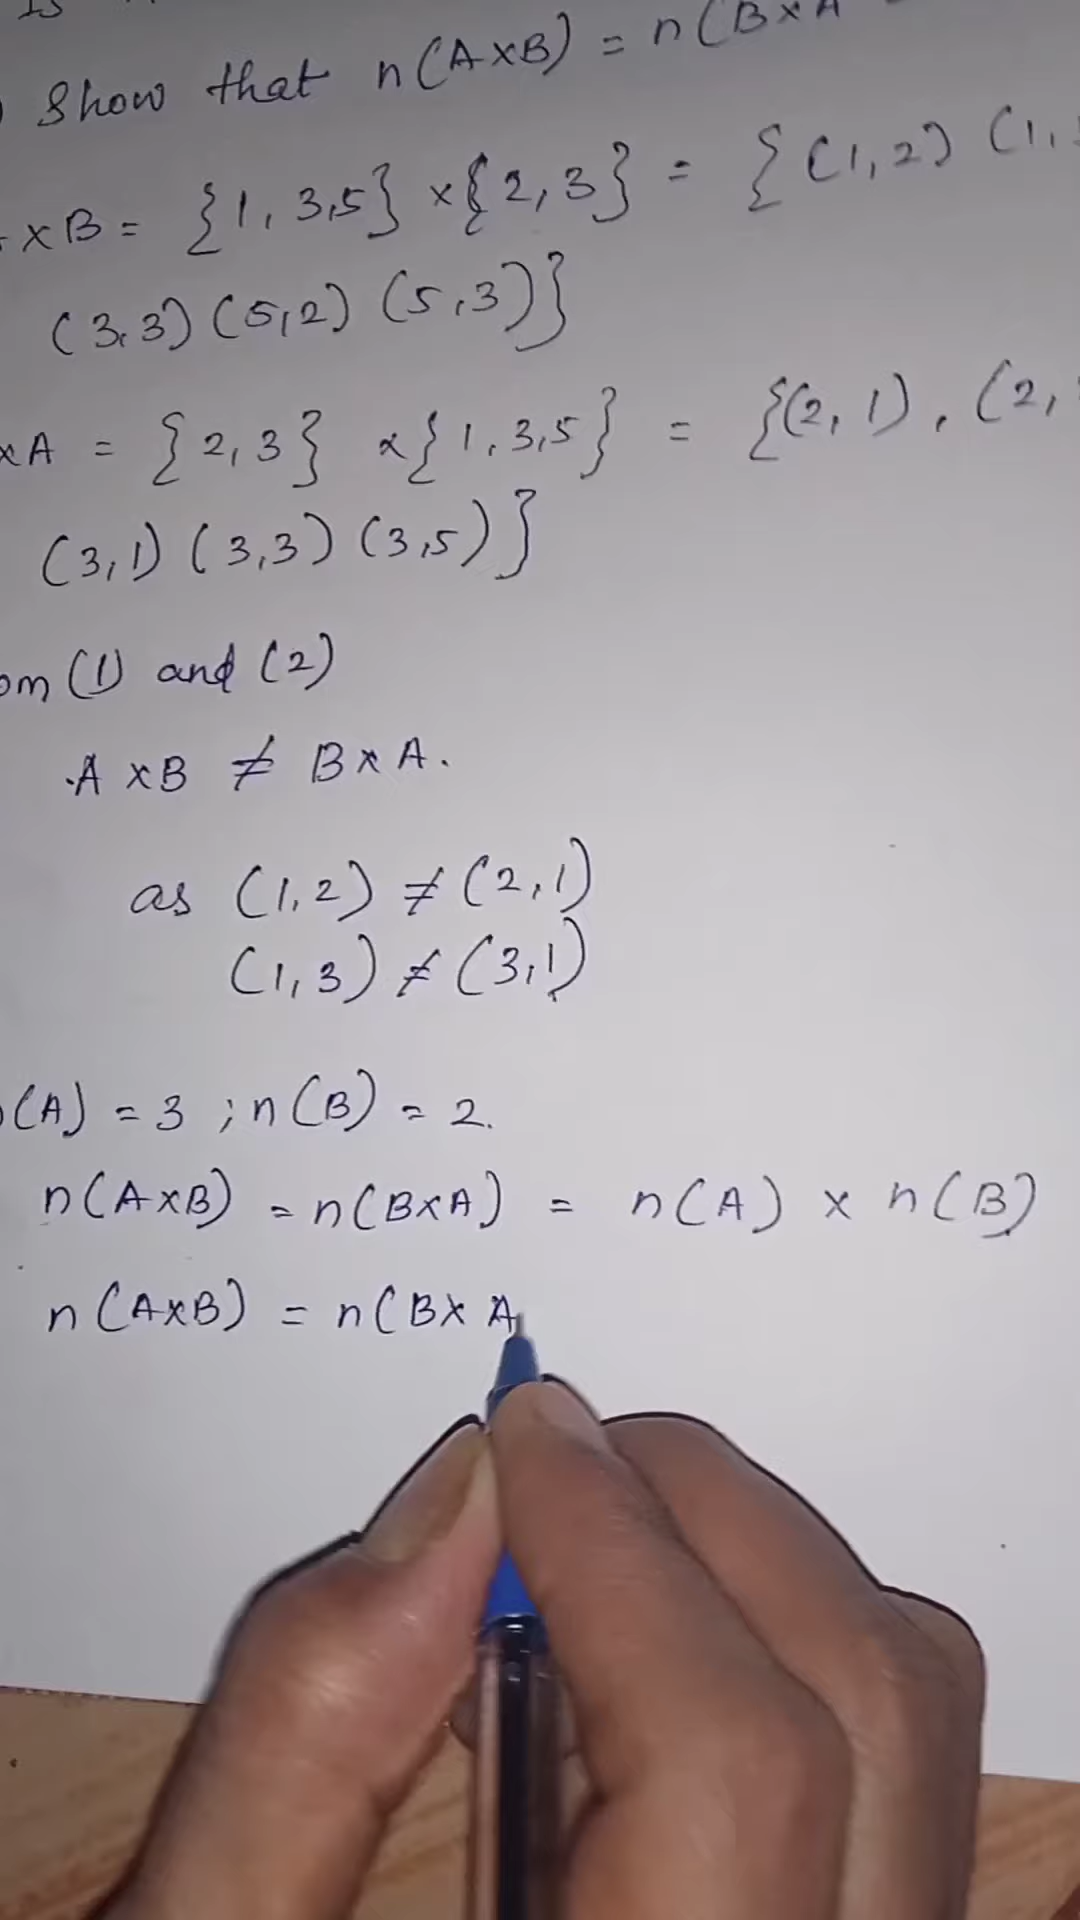 Is
) Show that n(A×B) = n(B×A
×B = {1, 3,5} ×{2,3} = {(1,2) (1,
(3,3) (5,2) (5,3)}
×A = {2,3} ×{1,3,5} = {(2,1), (2,
(3,1) (3,3) (3,5)}
om (1) and (2)
A×B ≠ B×A.
as (1,2) ≠ (2,1)
(1,3) ≠ (3,1)
(A) = 3 ; n(B) = 2.
n(A×B) = n(B×A) = n(A) × n(B)
n(A×B) = n(B× A